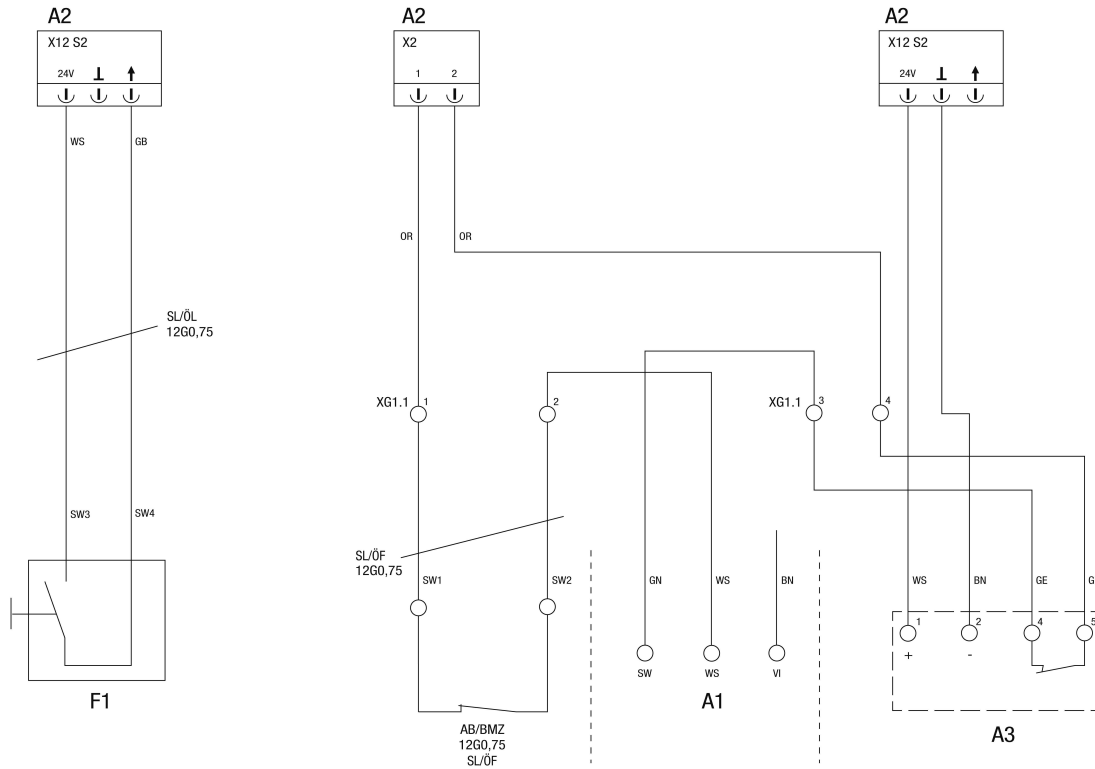 A2
X12 S2
24V
WS
GB
SL/ÖL
12G0,75
SW3
SW4
F1
A2
X2
1
2
OR
OR
XG1.1
1
2
SL/ÖF
12G0,75
SW1
SW2
AB/BMZ
12G0,75
SL/ÖF
GN
WS
BN
SW
WS
VI
A1
XG1.1
3
4
A2
X12 S2
24V
WS
BN
GE
1
2
4
5
+
-
A3